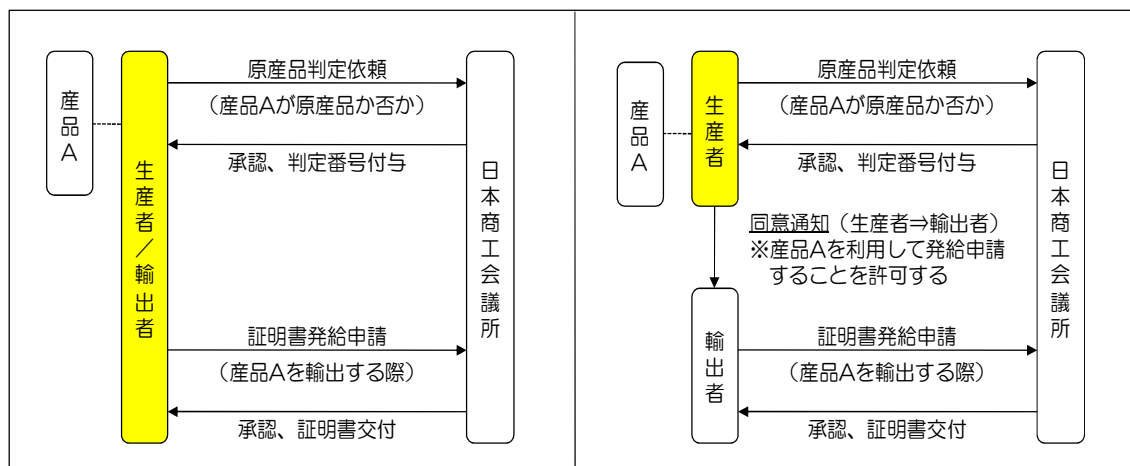 産品A
生産者／輸出者
原産品判定依頼
（産品Aが原産品か否か）
承認、判定番号付与
証明書発給申請
（産品Aを輸出する際）
承認、証明書交付
日本商工会議所
産品A
生産者
原産品判定依頼
（産品Aが原産品か否か）
承認、判定番号付与
同意通知（生産者⇒輸出者）
※産品Aを利用して発給申請
することを許可する
輸出者
証明書発給申請
（産品Aを輸出する際）
承認、証明書交付
日本商工会議所